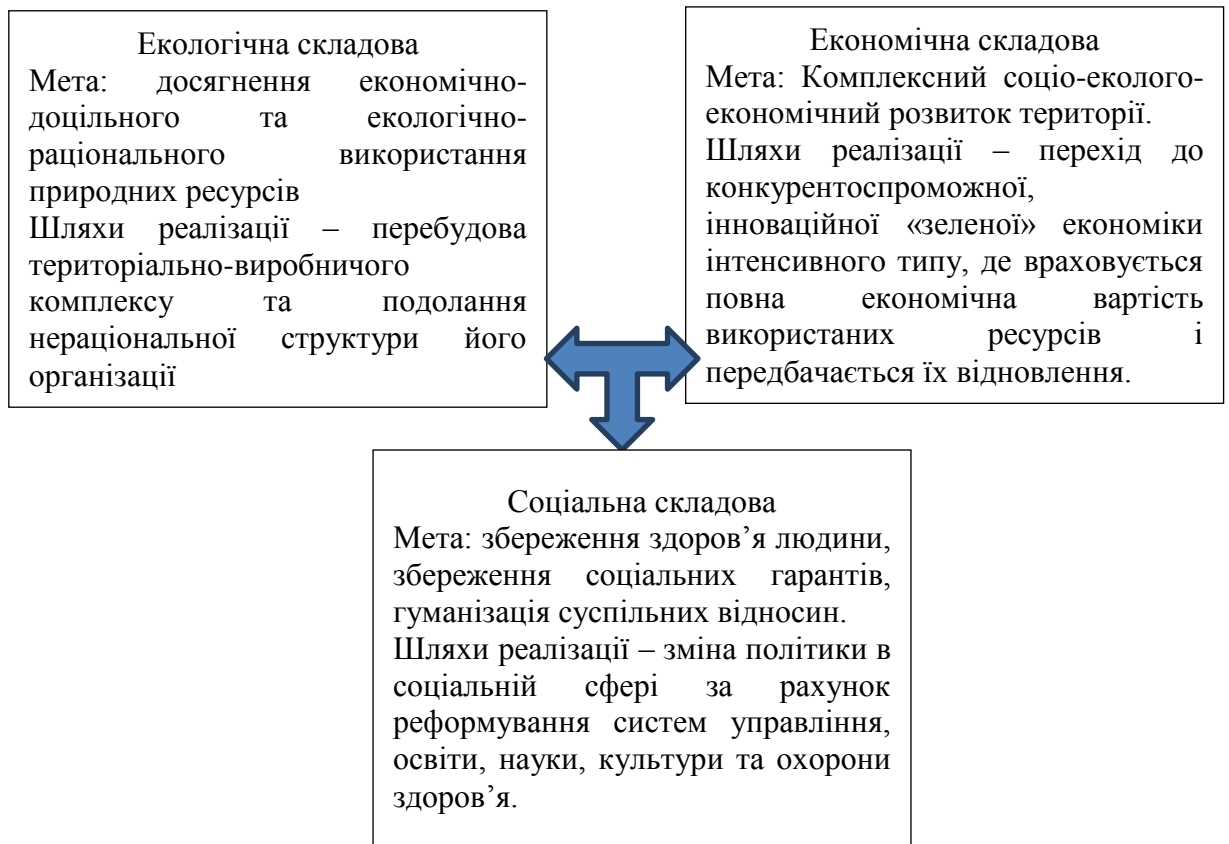 Екологічна складова
Мета: досягнення економічно-
доцільного та екологічно-
раціонального використання
природних ресурсів
Шляхи реалізації – перебудова
територіально-виробничого
комплексу та подолання
нераціональної структури його
організації
Економічна складова
Мета: Комплексний соціо-еколого-
економічний розвиток території.
Шляхи реалізації – перехід до
конкурентоспроможної,
інноваційної «зеленої» економіки
інтенсивного типу, де враховується
повна економічна вартість
використаних ресурсів і
передбачається їх відновлення.
Соціальна складова
Мета: збереження здоров’я людини,
збереження соціальних гарантів,
гуманізація суспільних відносин.
Шляхи реалізації – зміна політики в
соціальній сфері за рахунок
реформування систем управління,
освіти, науки, культури та охорони
здоров’я.